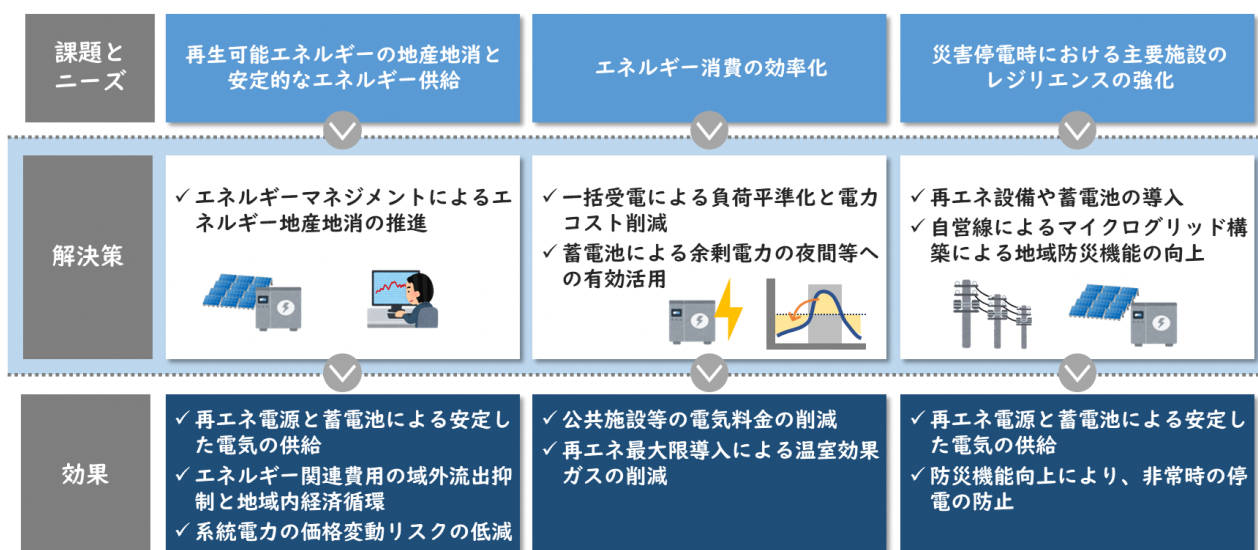 課題と
ニーズ
再生可能エネルギーの地産地消と
安定的なエネルギー供給
エネルギー消費の効率化
災害停電時における主要施設の
レジリエンスの強化
解決策
✓ エネルギーマネジメントによるエ
ネルギー地産地消の推進
✓ 一括受電による負荷平準化と電力
コスト削減
✓ 蓄電池による余剰電力の夜間等へ
の有効活用
✓ 再エネ設備や蓄電池の導入
✓ 自営線によるマイクログリッド構
築による地域防災機能の向上
効果
✓ 再エネ電源と蓄電池による安定し
た電気の供給
✓ エネルギー関連費用の域外流出抑
制と地域内経済循環
✓ 系統電力の価格変動リスクの低減
✓ 公共施設等の電気料金の削減
✓ 再エネ最大限導入による温室効果
ガスの削減
✓ 再エネ電源と蓄電池による安定し
た電気の供給
✓ 防災機能向上により、非常時の停
電の防止